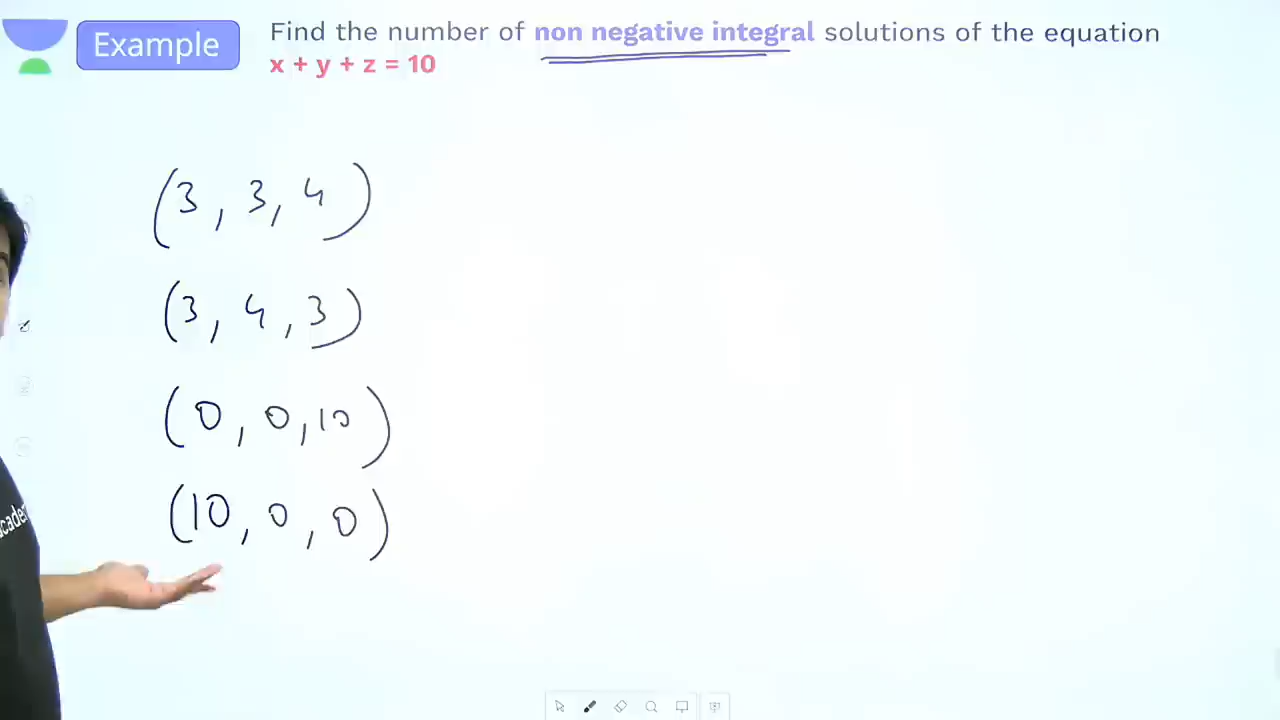 Example
Find the number of non negative integral solutions of the equation
x + y + z = 10
(3, 3, 4)
(3, 4, 3)
(0, 0, 10)
(10, 0, 0)